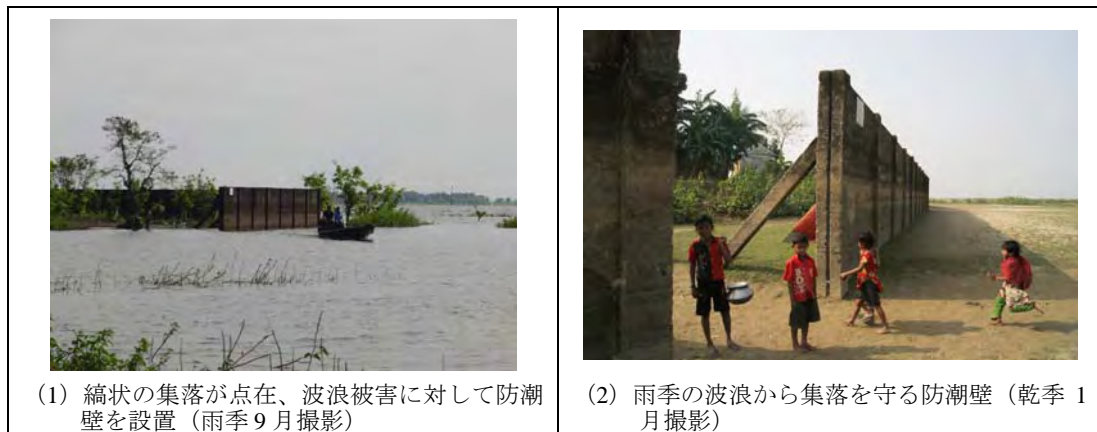 （1）縞状の集落が点在、波浪被害に対して防潮
壁を設置（雨季 9 月撮影）
（2）雨季の波浪から集落を守る防潮壁（乾季 1
月撮影）